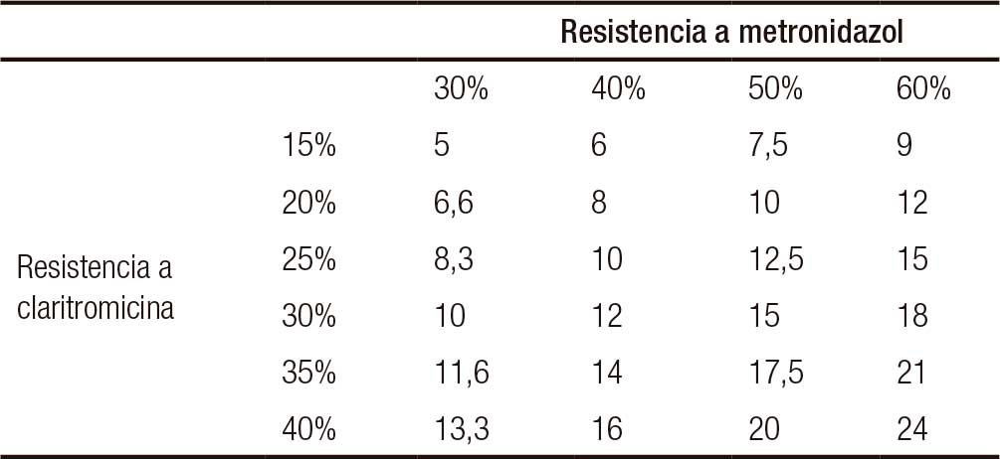 Resistencia a metronidazol
30% 40% 50% 60%
15% 5 6 7,5 9
20% 6,6 8 10 12
25% 8,3 10 12,5 15
Resistencia a
claritromicina
30% 10 12 15 18
35% 11,6 14 17,5 21
40% 13,3 16 20 24